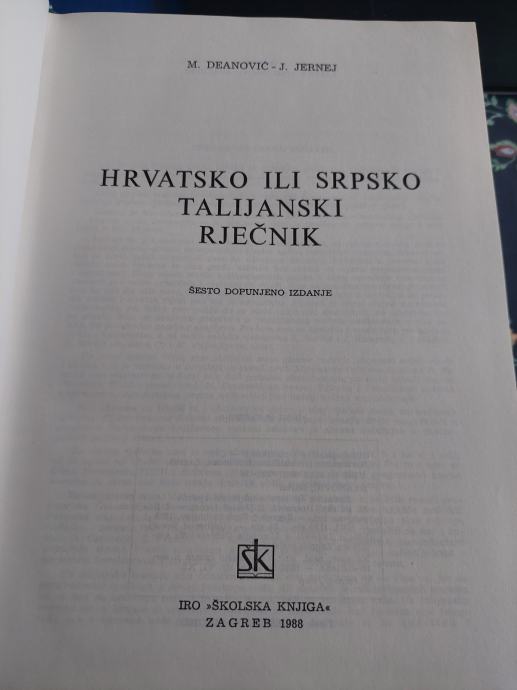 M. DEANOVIĆ - J. JERNEJ
HRVATSKO ILI SRPSKO
TALIJANSKI
RJEČNIK
ŠESTO DOPUNJENO IZDANJE
šk
IRO »ŠKOLSKA KNJIGA«
ZAGREB 1988